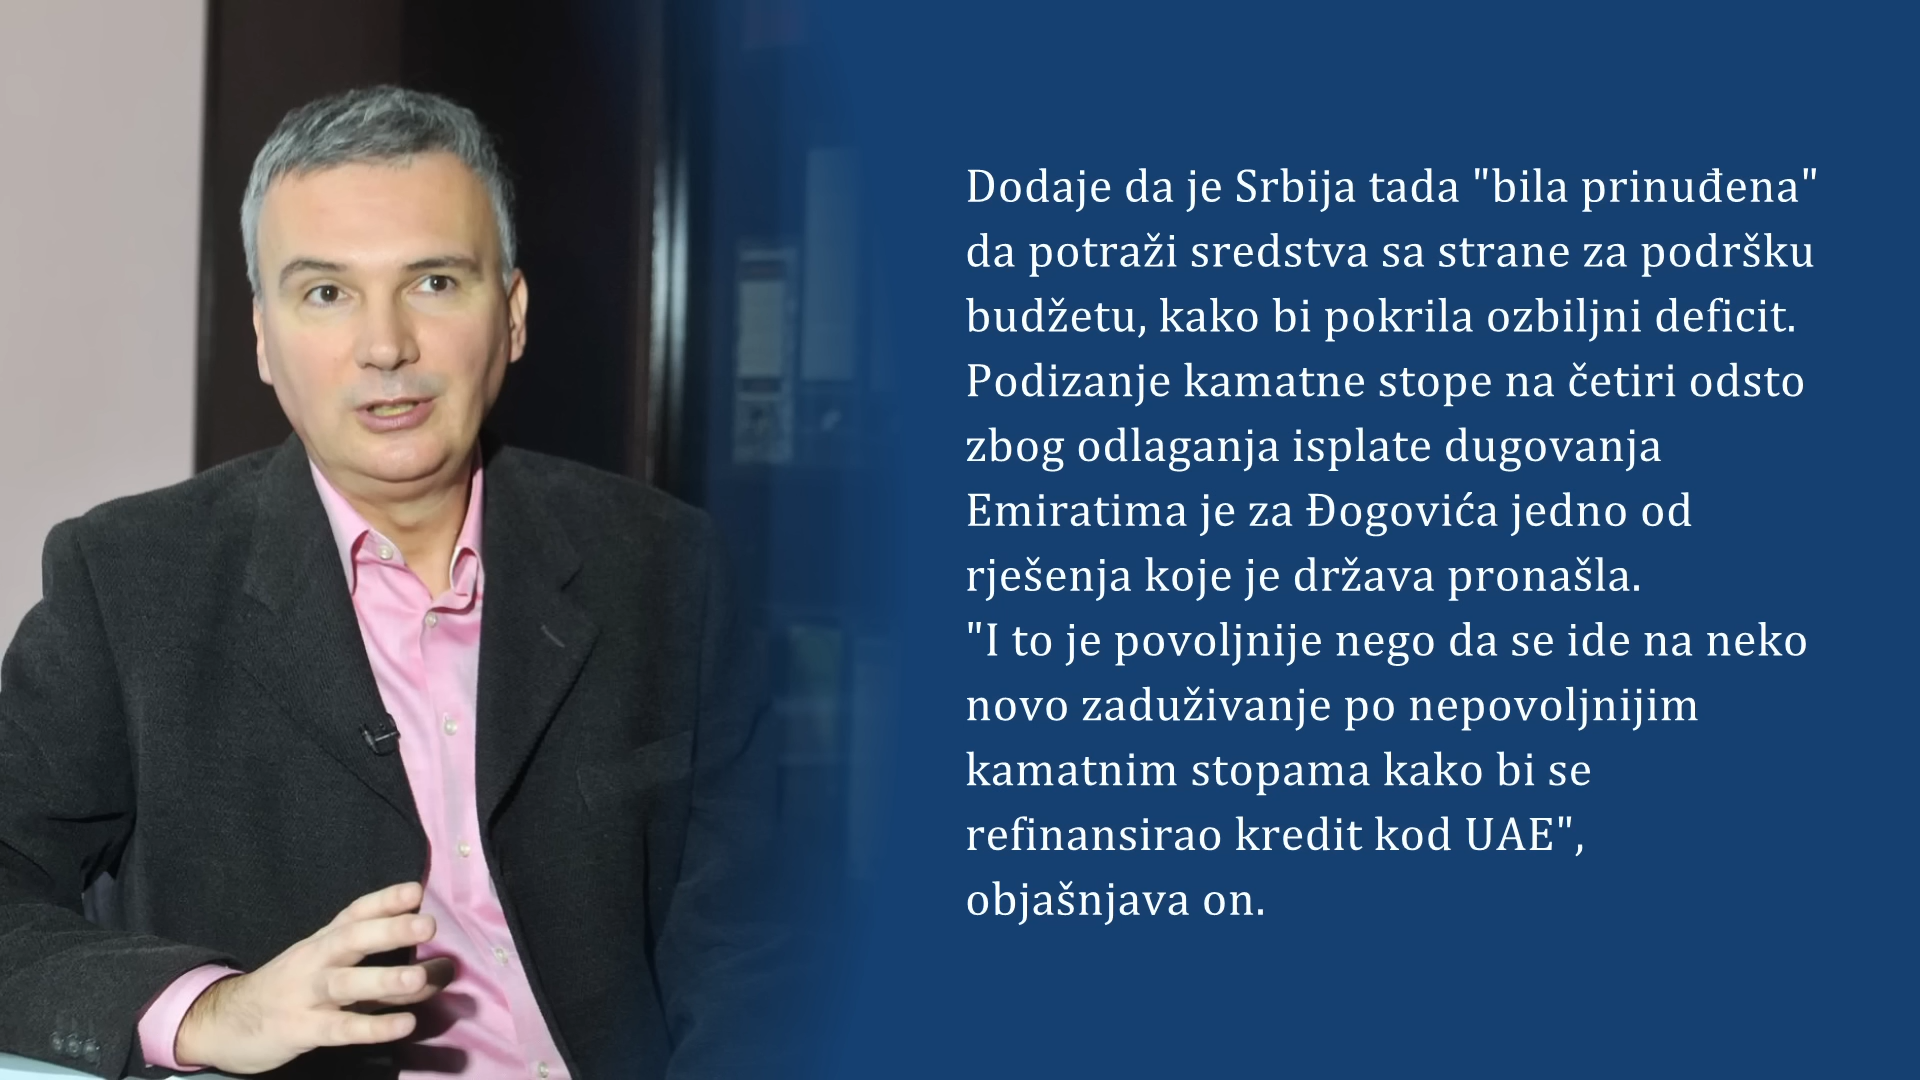 Dodaje da je Srbija tada "bila prinuđena"
da potraži sredstva sa strane za podršku
budžetu, kako bi pokrila ozbiljni deficit.
Podizanje kamatne stope na četiri odsto
zbog odlaganja isplate dugovanja
Emiratima je za Đogovića jedno od
rješenja koje je država pronašla.
"I to je povoljnije nego da se ide na neko
novo zaduživanje po nepovoljnijim
kamatnim stopama kako bi se
refinansirao kredit kod UAE",
objašnjava on.